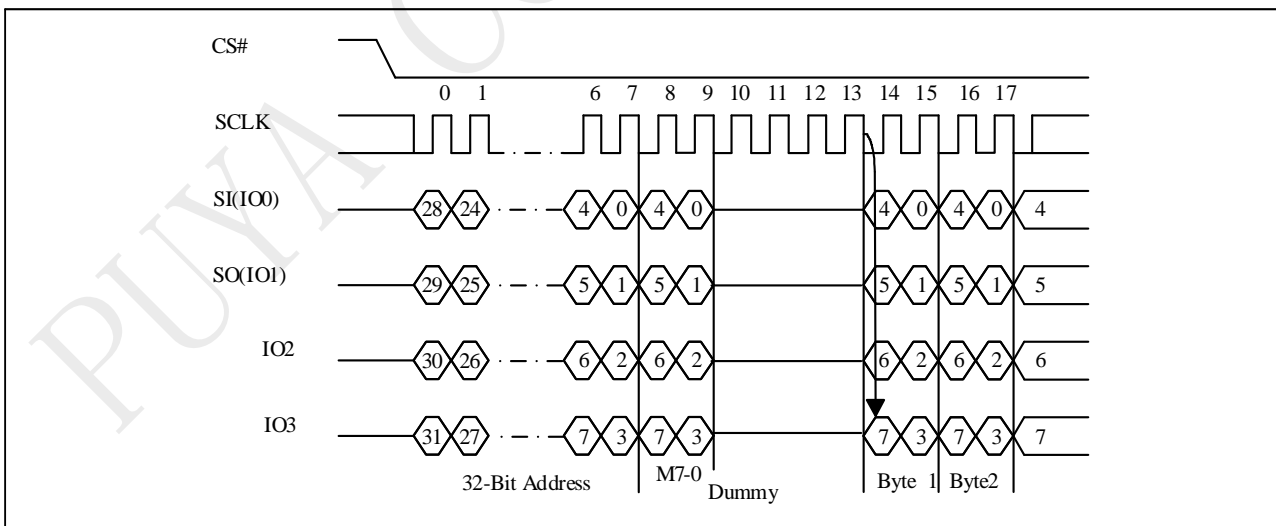 CS#
0 1 6 7 8 9 10 11 12 13 14 15 16 17
SCLK
SI(IO0) 28 24 4 0 4 0 4 0 4 0 4
SO(IO1) 29 25 5 1 5 1 5 1 5 1 5
IO2 30 26 6 2 6 2 6 2 6 2 6
IO3 31 27 7 3 7 3 7 3 7 3 7
32-Bit Address M7-0 Dummy Byte 1 Byte2
PUYA